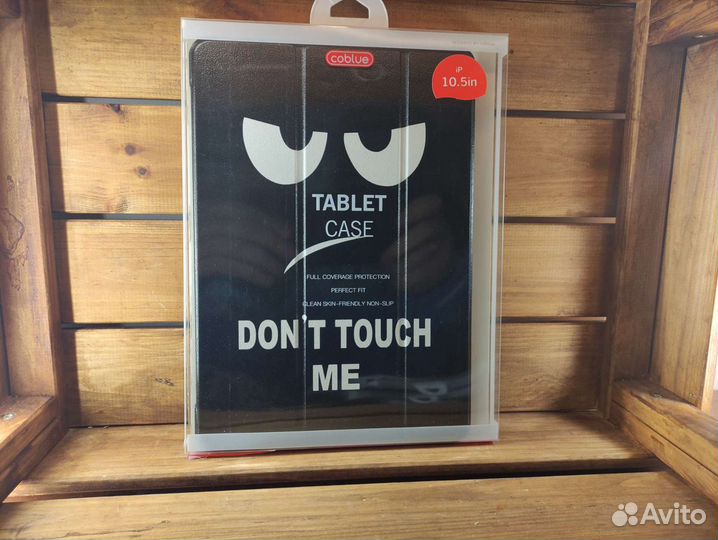 coblue
iP
10.5in
TABLET
CASE
FULL COVERAGE PROTECTION
PERFECT FIT
CLEAN SKIN-FRIENDLY NON-SLIP
DON'T TOUCH
ME
Avito